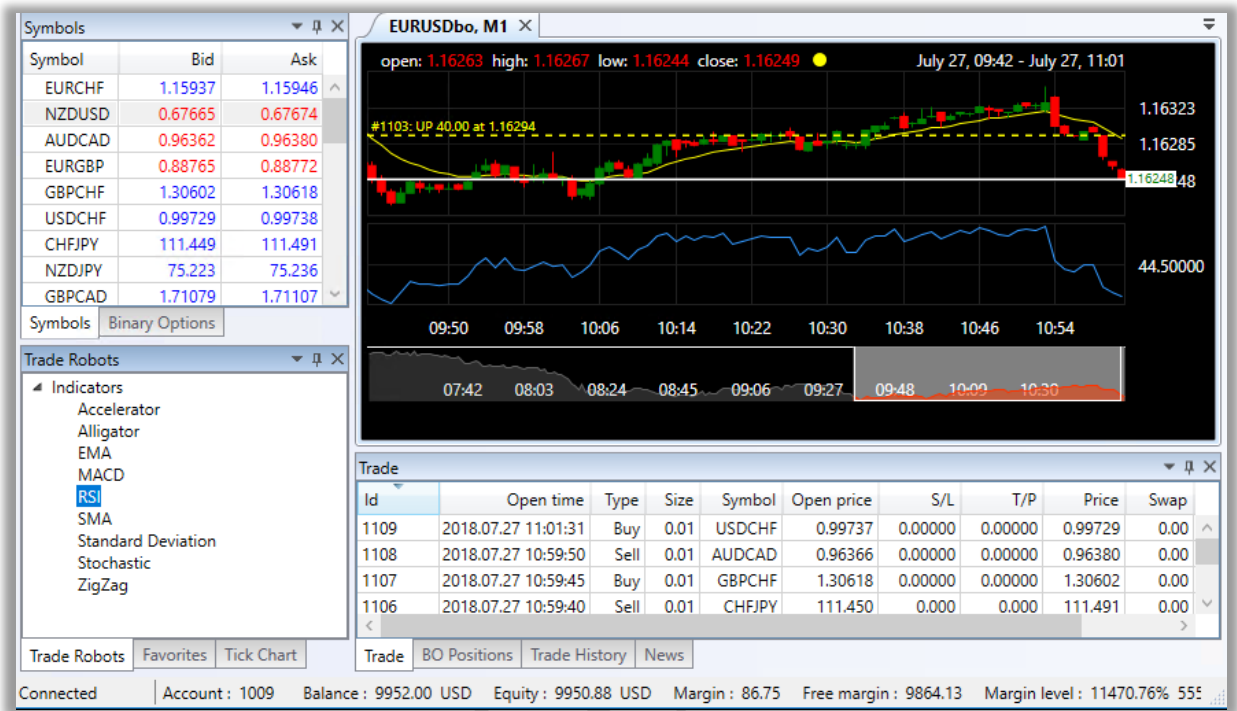 Symbols
Symbol Bid Ask
EURCHF 1.15937 1.15946
NZDUSD 0.67665 0.67674
AUDCAD 0.96362 0.96380
EURGBP 0.88765 0.88772
GBPCHF 1.30602 1.30618
USDCHF 0.99729 0.99738
CHFJPY 111.449 111.491
NZDJPY 75.223 75.236
GBPCAD 1.71079 1.71107
Symbols Binary Options
Trade Robots
Indicators
Accelerator
Alligator
EMA
MACD
RSI
SMA
Standard Deviation
Stochastic
ZigZag
Trade Robots Favorites Tick Chart
EURUSDbo, M1
open: 1.16263 high: 1.16267 low: 1.16244 close: 1.16249 July 27, 09:42 - July 27, 11:01
1.16323
#1103: UP 40.00 at 1.16294
1.16285
1.16248 48
44.50000
09:50 09:58 10:06 10:14 10:22 10:30 10:38 10:46 10:54
07:42 08:03 08:24 08:45 09:06 09:27 09:48 10:09 10:30
Trade
Id Open time Type Size Symbol Open price S/L T/P Price Swap
1109 2018.07.27 11:01:31 Buy 0.01 USDCHF 0.99737 0.00000 0.00000 0.99729 0.00
1108 2018.07.27 10:59:50 Sell 0.01 AUDCAD 0.96366 0.00000 0.00000 0.96380 0.00
1107 2018.07.27 10:59:45 Buy 0.01 GBPCHF 1.30618 0.00000 0.00000 1.30602 0.00
1106 2018.07.27 10:59:40 Sell 0.01 CHFJPY 111.450 0.000 0.000 111.491 0.00
Trade BO Positions Trade History News
Connected Account : 1009 Balance : 9952.00 USD Equity : 9950.88 USD Margin : 86.75 Free margin : 9864.13 Margin level : 11470.76% 555